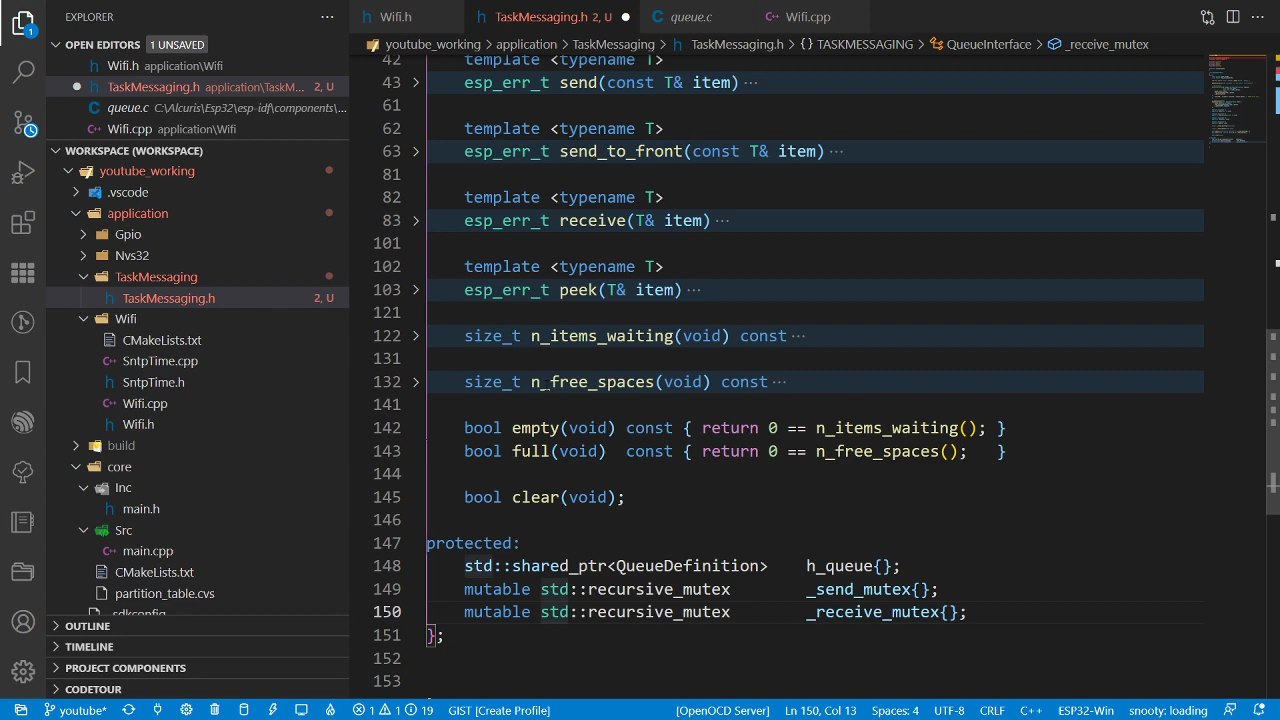 EXPLORER
Wifi.h
TaskMessaging.h 2, U
queue.c
Wifi.cpp
OPEN EDITORS 1 UNSAVED
Wifi.h application\Wifi
TaskMessaging.h application\TaskM... 2, U
queue.c C:\Alcuris\Esp32\esp-idf\components\...
Wifi.cpp application\Wifi
WORKSPACE (WORKSPACE)
youtube_working
.vscode
application
Gpio
Nvs32
TaskMessaging
TaskMessaging.h 2, U
Wifi
CMakeLists.txt
SntpTime.cpp
SntpTime.h
Wifi.cpp
Wifi.h
build
core
Inc
main.h
Src
main.cpp
CMakeLists.txt
partition_table.cvs
sdkconfig
OUTLINE
TIMELINE
PROJECT COMPONENTS
CODETOUR
youtube_working > application > TaskMessaging > TaskMessaging.h > {} TASKMESSAGING > QueueInterface > _receive_mutex
42 template <typename T>
43 esp_err_t send(const T& item) ...
61
62 template <typename T>
63 esp_err_t send_to_front(const T& item) ...
81
82 template <typename T>
83 esp_err_t receive(T& item) ...
101
102 template <typename T>
103 esp_err_t peek(T& item) ...
121
122 size_t n_items_waiting(void) const ...
131
132 size_t n_free_spaces(void) const ...
141
142 bool empty(void) const { return 0 == n_items_waiting(); }
143 bool full(void)  const { return 0 == n_free_spaces();   }
144
145 bool clear(void);
146
147 protected:
148 std::shared_ptr<QueueDefinition>    h_queue{};
149 mutable std::recursive_mutex        _send_mutex{};
150 mutable std::recursive_mutex        _receive_mutex{};
151 };
152
153
youtube* 1 1 19 GIST [Create Profile] [OpenOCD Server] Ln 150, Col 13 Spaces: 4 UTF-8 CRLF C++ ESP32-Win snooty: loading